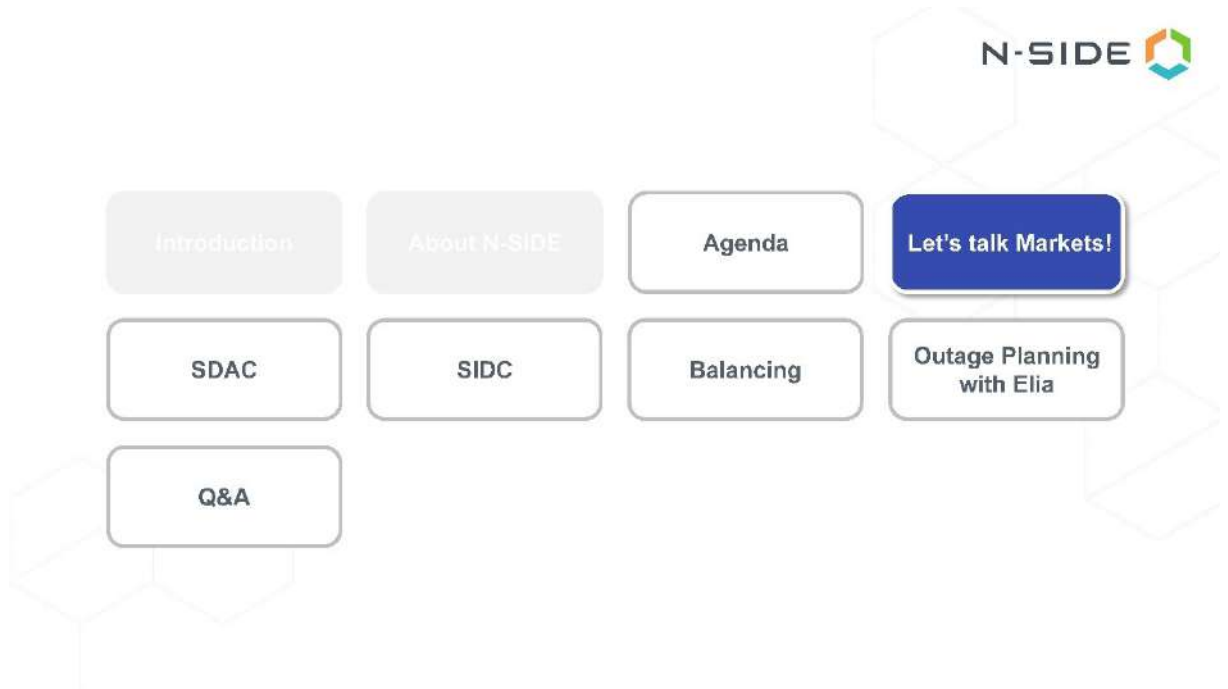 N-SIDE
Introduction
About N-SIDE
Agenda
Let's talk Markets!
SDAC
SIDC
Balancing
Outage Planning
with Elia
Q&A